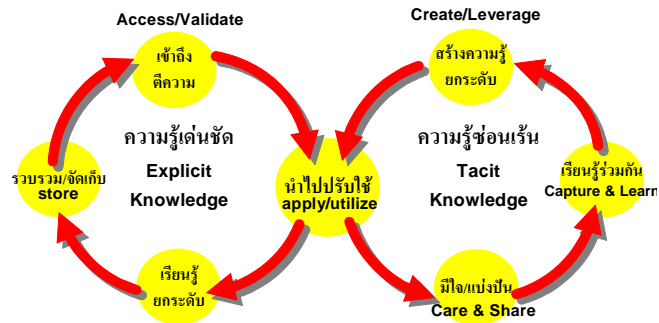 Access/Validate
เข้าถึง
ตีความ
Create/Leverage
สร้างความรู้
ยกระดับ
ความรู้เด่นชัด
Explicit
Knowledge
ความรู้ซ่อนเร้น
Tacit
Knowledge
รวบรวม/จัดเก็บ
store
นำไปปรับใช้
apply/utilize
เรียนรู้ร่วมกัน
Capture & Learn
เรียนรู้
ยกระดับ
มีใจ/แบ่งปัน
Care & Share